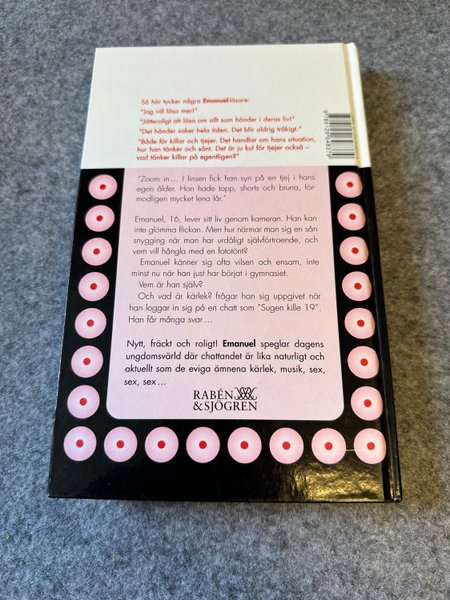 Så här tycker några Emanuel-läsare:
"Jag vill läsa mer!"
"Jätteroligt att läsa om allt som händer i deras liv!"
"Det händer saker hela tiden. Det blir aldrig tråkigt."
"Både för killar och tjejer. Det handlar om hans situation,
hur han tänker och sånt. Det är ju kul för tjejer också –
vad tänker killar på egentligen?"
"Zoom in... I linsen fick han syn på en tjej i hans
egen ålder. Hon hade topp, shorts och bruna, för-
modligen mycket lena lår."
Emanuel, 16, lever sitt liv genom kameran. Han kan
inte glömma flickan. Men hur närmar man sig en sån
snygging när man har urdåligt självförtroende, och
vem vill hångla med en fototönt?
Emanuel känner sig ofta vilsen och ensam, inte
minst nu när han just har börjat i gymnasiet.
Vem är han själv?
Och vad är kärlek? frågar han sig uppgivet när
han loggar in sig på en chatt som "Sugen kille 19".
Han får många svar...
Nytt, fräckt och roligt! Emanuel speglar dagens
ungdomsvärld där chattandet är lika naturligt och
aktuellt som de eviga ämnena kärlek, musik, sex,
sex, sex...
RABÉN
& SJÖGREN